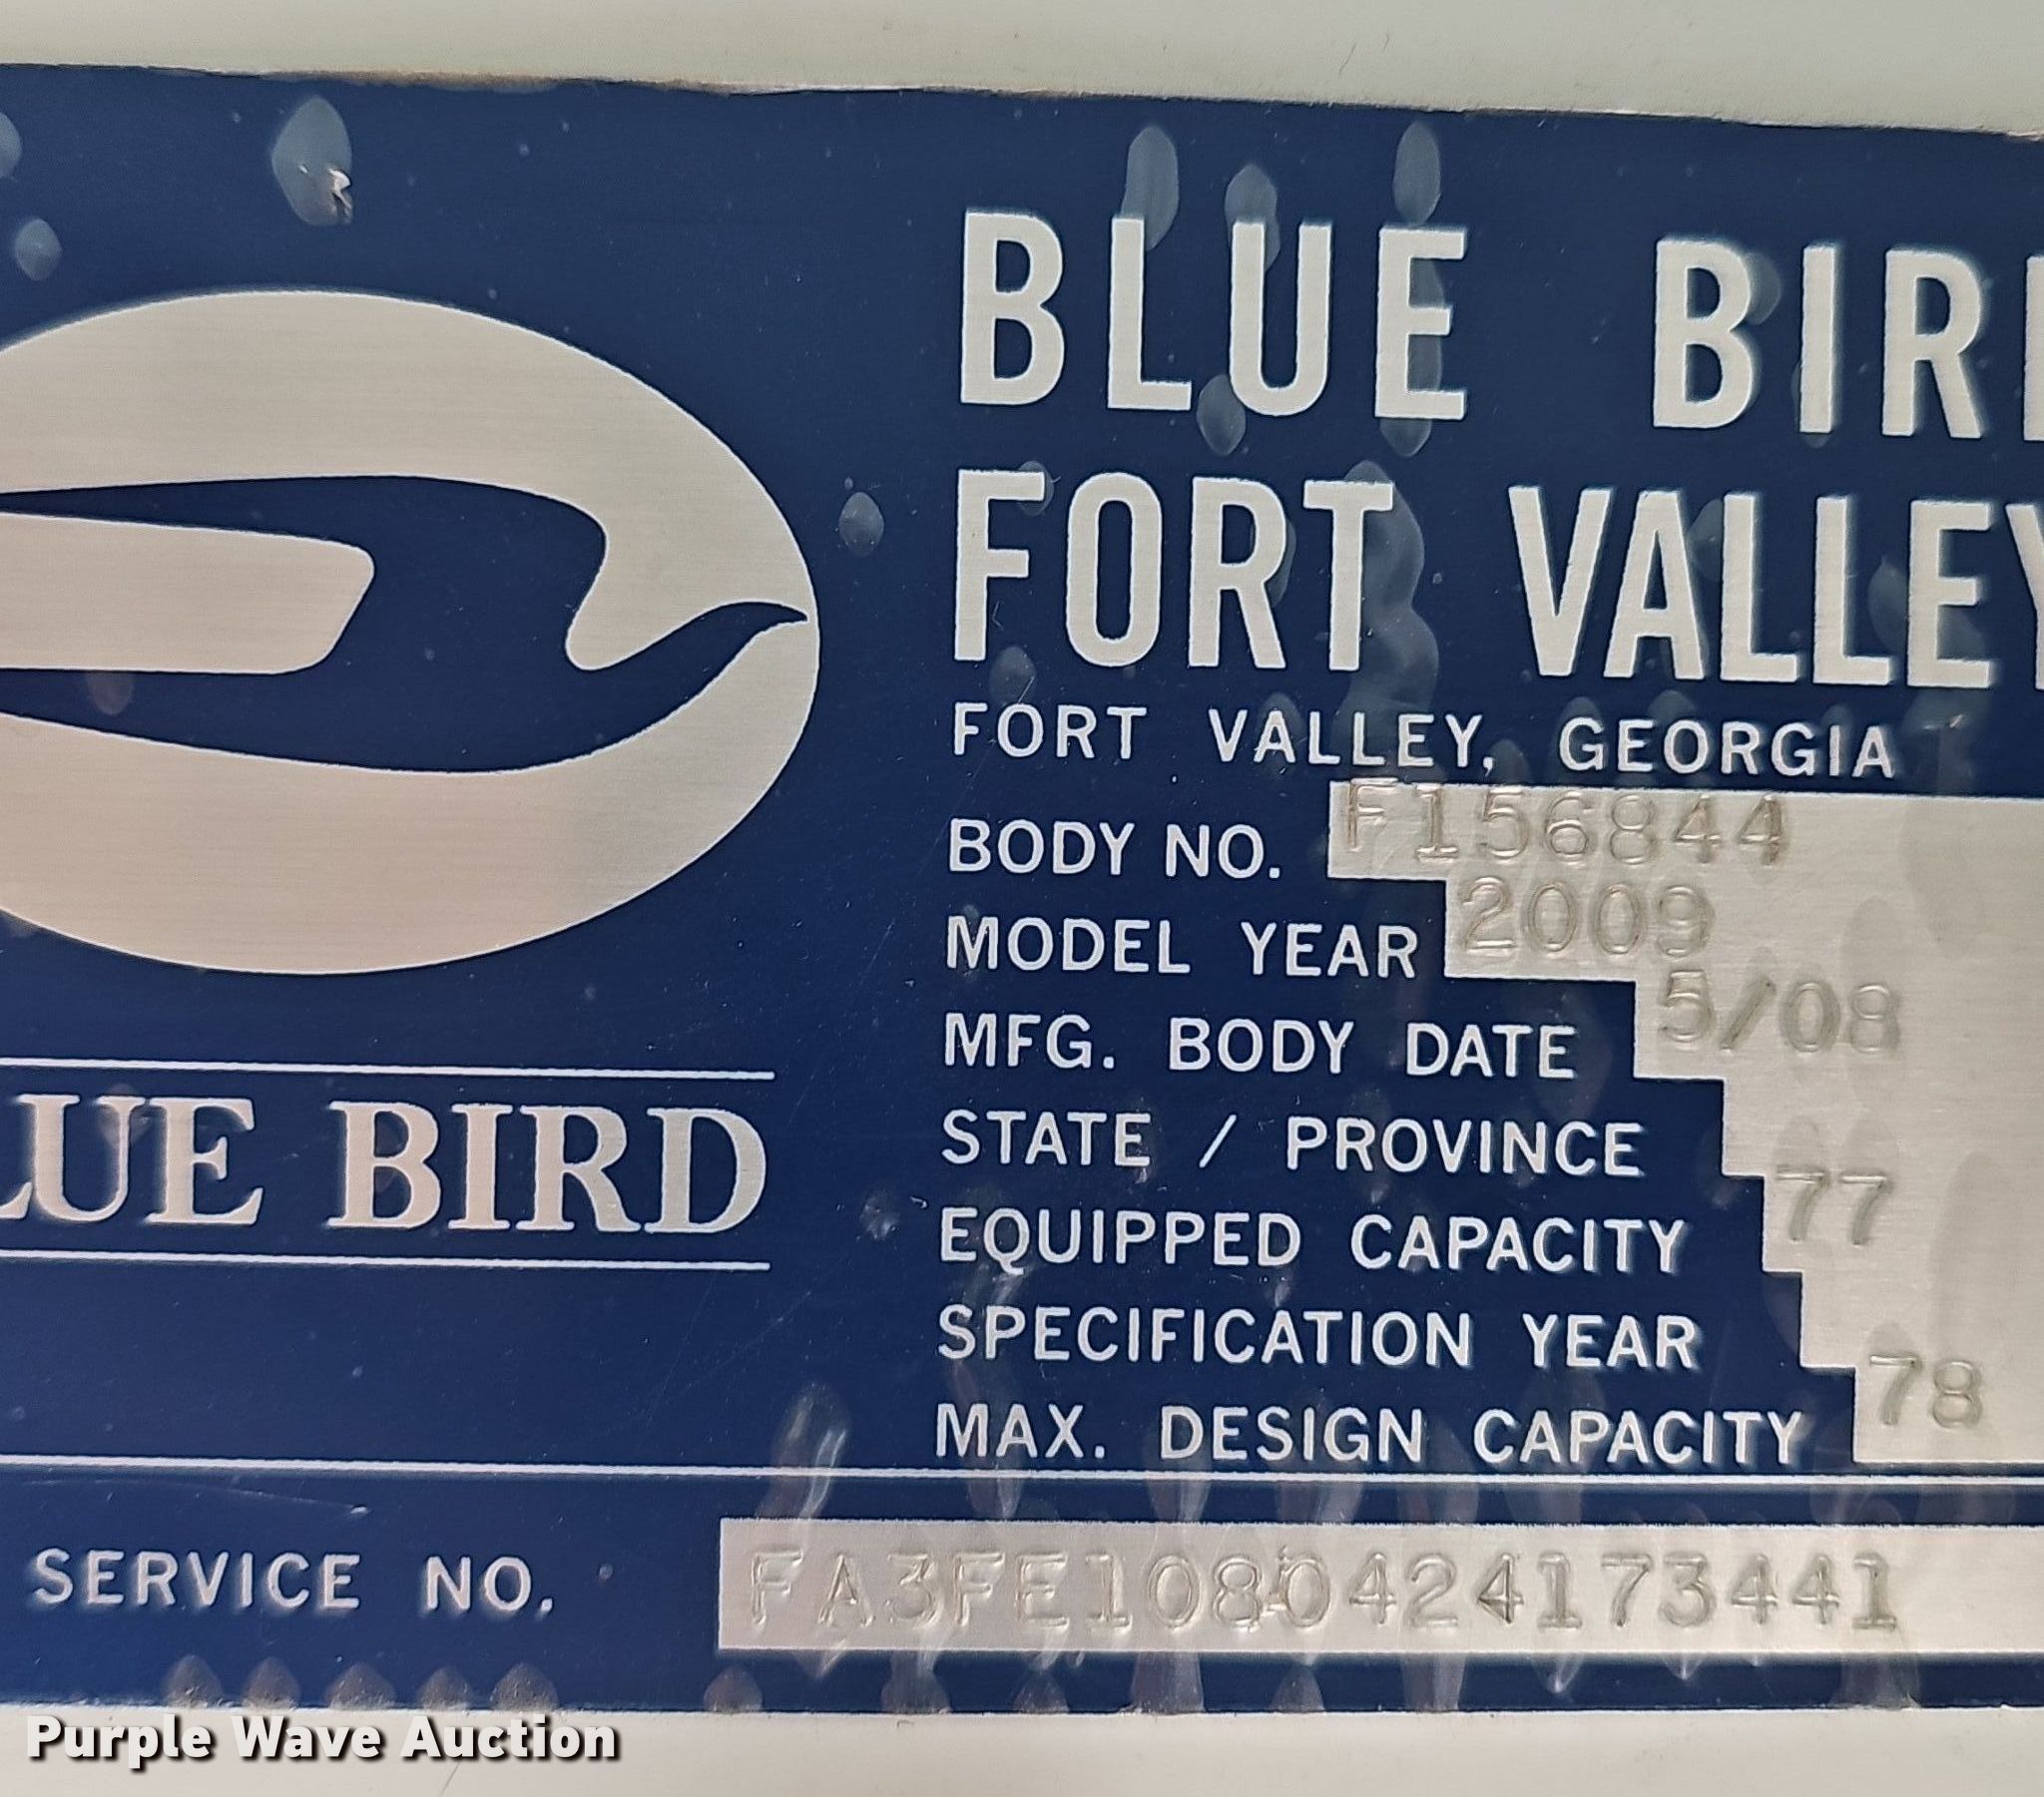 BLUE BIR
FORT VALLEY
FORT VALLEY, GEORGIA
BODY NO. F156844
MODEL YEAR 2009
MFG. BODY DATE 5/08
STATE / PROVINCE
EQUIPPED CAPACITY 77
SPECIFICATION YEAR
MAX. DESIGN CAPACITY 78
LUE BIRD
SERVICE NO. FA3FE1080424173441
Purple Wave Auction